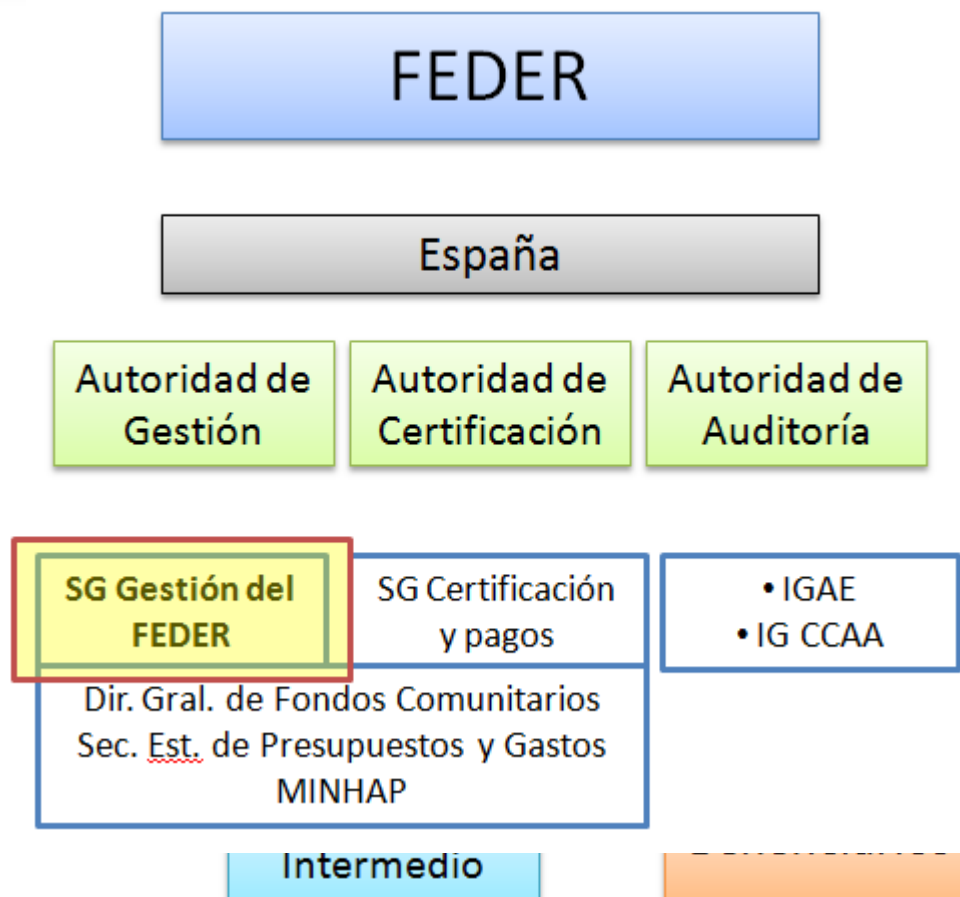 FEDER
España
Autoridad de
Gestión
Autoridad de
Certificación
Autoridad de
Auditoría
SG Gestión del
FEDER
SG Certificación
y pagos
• IGAE
• IG CCAA
Dir. Gral. de Fondos Comunitarios
Sec. Est. de Presupuestos y Gastos
MINHAP
Intermedio